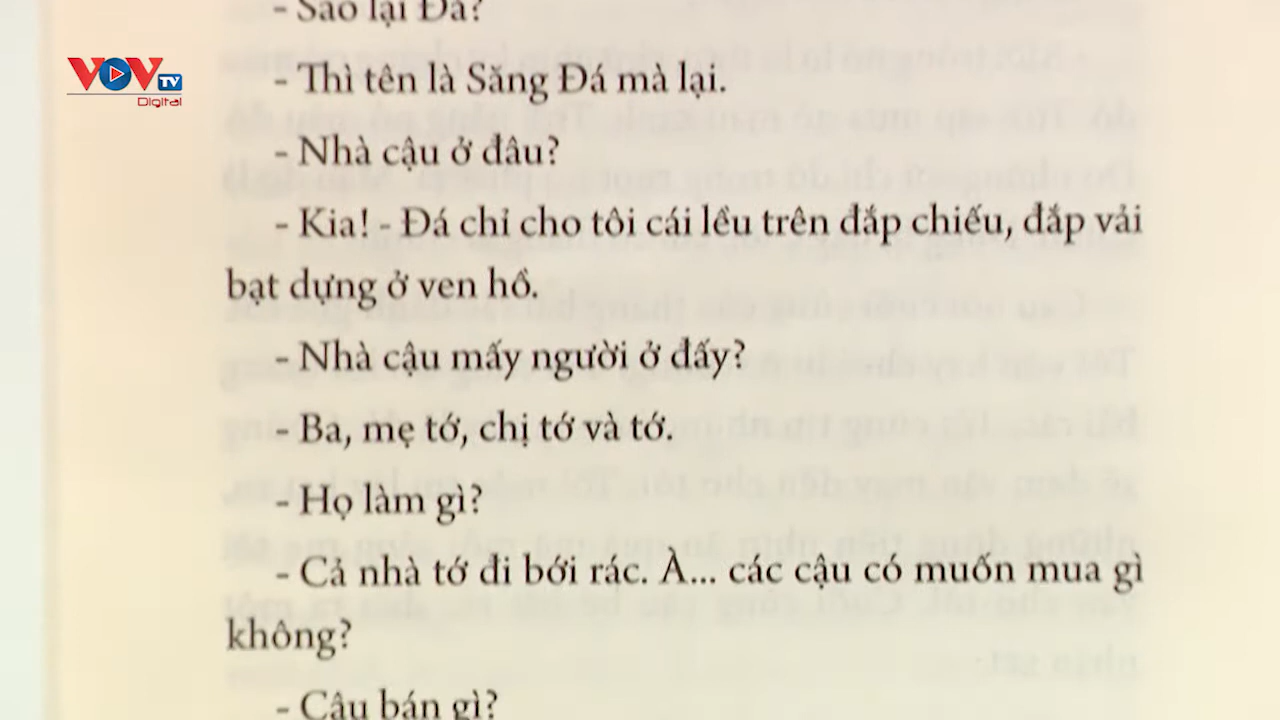 - Sao lại Đá?
VOV TV
Digital
- Thì tên là Săng Đá mà lại.
- Nhà cậu ở đâu?
- Kia! - Đá chỉ cho tôi cái lều trên đắp chiếu, đắp vải
bạt dựng ở ven hồ.
- Nhà cậu mấy người ở đấy?
- Ba, mẹ tớ, chị tớ và tớ.
- Họ làm gì?
- Cả nhà tớ đi bới rác. À... các cậu có muốn mua gì
không?
- Cậu bán gì?